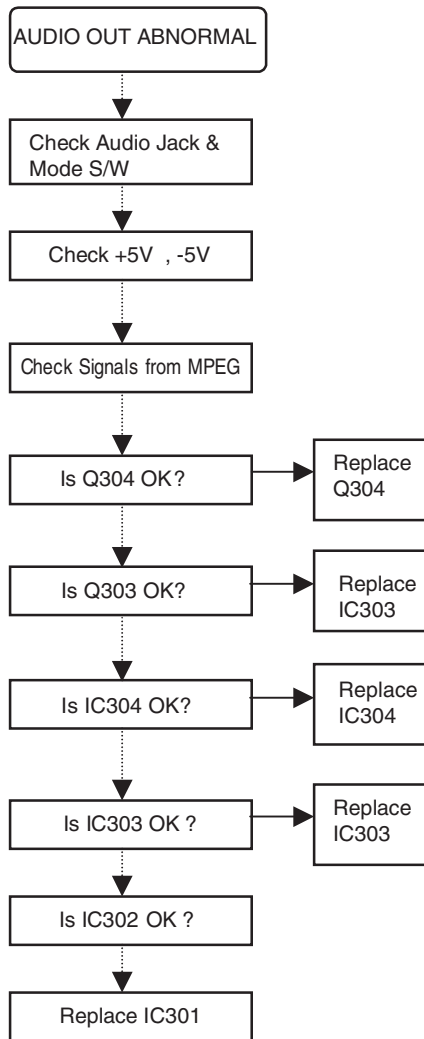 AUDIO OUT ABNORMAL
Check Audio Jack &
Mode S/W
Check +5V , -5V
Check Signals from MPEG
Is Q304 OK?
Replace
Q304
Is Q303 OK?
Replace
IC303
Is IC304 OK?
Replace
IC304
Is IC303 OK ?
Replace
IC303
Is IC302 OK ?
Replace IC301